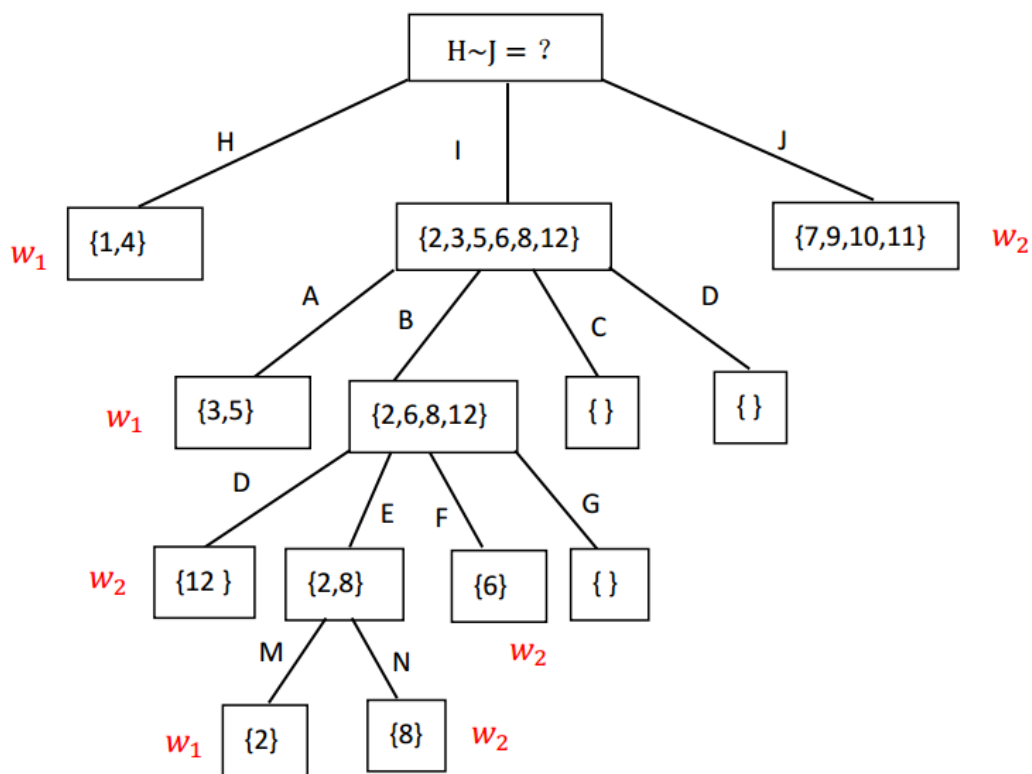 H~J = ?
H
I
J
w₁
{1,4}
{2,3,5,6,8,12}
{7,9,10,11}
w₂
A
B
C
D
w₁
{3,5}
{2,6,8,12}
{ }
{ }
D
E
F
G
w₂
{12 }
{2,8}
{6}
{ }
w₂
M
N
w₁
{2}
{8}
w₂